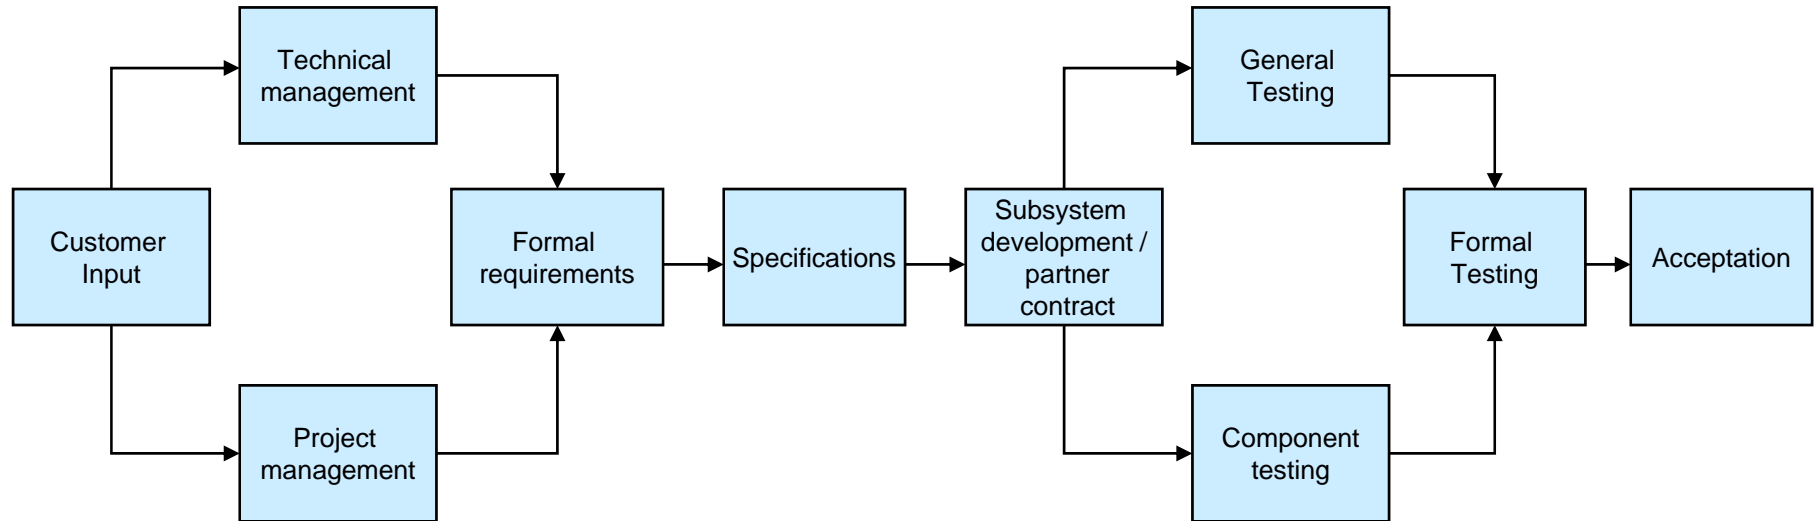 Technical
management
General
Testing
Customer
Input
Formal
requirements
Specifications
Subsystem
development /
partner
contract
Formal
Testing
Acceptation
Project
management
Component
testing